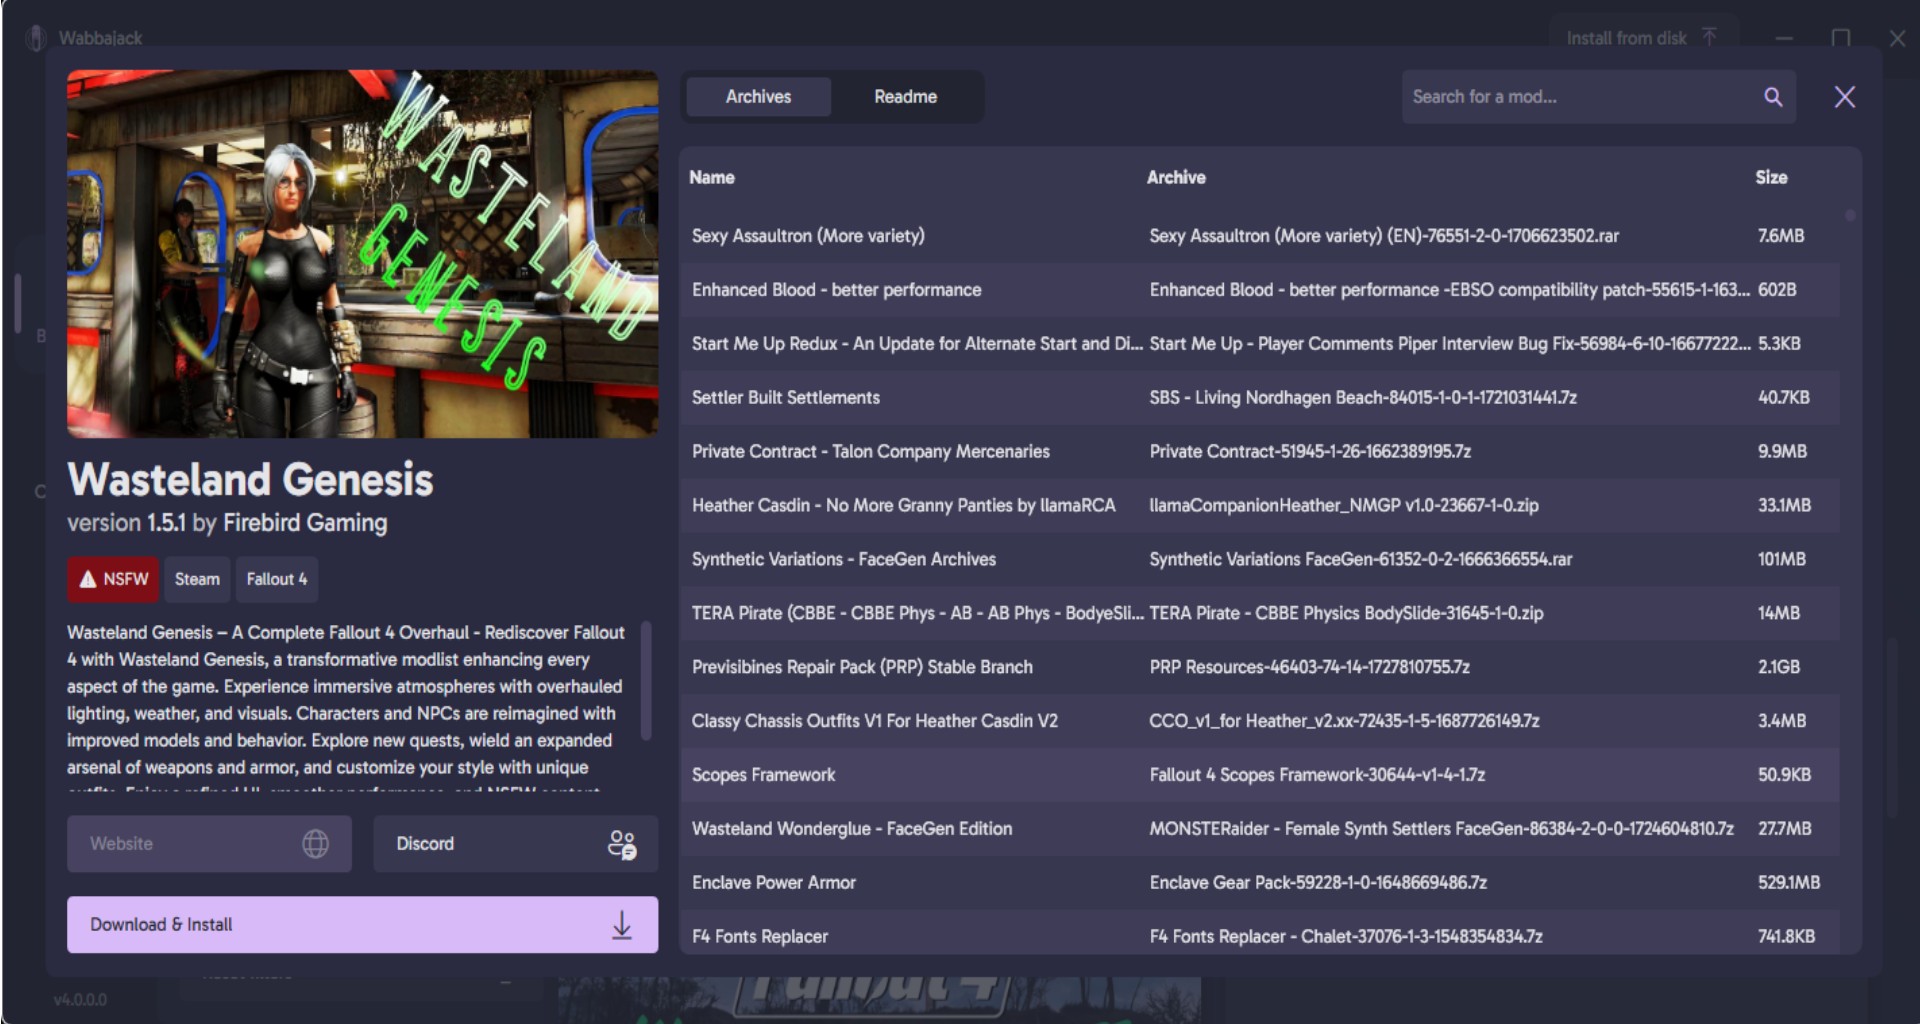 Wabbajack
Install from disk
WASTELAND
GENESIS
Archives
Readme
Search for a mod...
Name Archive Size
Sexy Assaultron (More variety) Sexy Assaultron (More variety) (EN)-76551-2-0-1706623502.rar 7.6MB
Enhanced Blood - better performance Enhanced Blood - better performance -EBSO compatibility patch-55615-1-163... 602B
Start Me Up Redux - An Update for Alternate Start and Di... Start Me Up - Player Comments Piper Interview Bug Fix-56984-6-10-16677222... 5.3KB
Settler Built Settlements SBS - Living Nordhagen Beach-84015-1-0-1-1721031441.7z 40.7KB
Private Contract - Talon Company Mercenaries Private Contract-51945-1-26-1662389195.7z 9.9MB
Heather Casdin - No More Granny Panties by llamaRCA llamaCompanionHeather_NMGP v1.0-23667-1-0.zip 33.1MB
Synthetic Variations - FaceGen Archives Synthetic Variations FaceGen-61352-0-2-1666366554.rar 101MB
TERA Pirate (CBBE - CBBE Phys - AB - AB Phys - BodyeSli... TERA Pirate - CBBE Physics BodySlide-31645-1-0.zip 14MB
Previsibines Repair Pack (PRP) Stable Branch PRP Resources-46403-74-14-1727810755.7z 2.1GB
Classy Chassis Outfits V1 For Heather Casdin V2 CCO_v1_for Heather_v2.xx-72435-1-5-1687726149.7z 3.4MB
Scopes Framework Fallout 4 Scopes Framework-30644-v1-4-1.7z 50.9KB
Wasteland Wonderglue - FaceGen Edition MONSTERaider - Female Synth Settlers FaceGen-86384-2-0-0-1724604810.7z 27.7MB
Enclave Power Armor Enclave Gear Pack-59228-1-0-1648669486.7z 529.1MB
F4 Fonts Replacer F4 Fonts Replacer - Chalet-37076-1-3-1548354834.7z 741.8KB
Wasteland Genesis
version 1.5.1 by Firebird Gaming
NSFW Steam Fallout 4
Wasteland Genesis – A Complete Fallout 4 Overhaul - Rediscover Fallout
4 with Wasteland Genesis, a transformative modlist enhancing every
aspect of the game. Experience immersive atmospheres with overhauled
lighting, weather, and visuals. Characters and NPCs are reimagined with
improved models and behavior. Explore new quests, wield an expanded
arsenal of weapons and armor, and customize your style with unique
outfits. Enjoy a refined UI, smoother performance, and NSFW content
Website
Discord
Download & Install
v4.0.0.0
Fallout 4